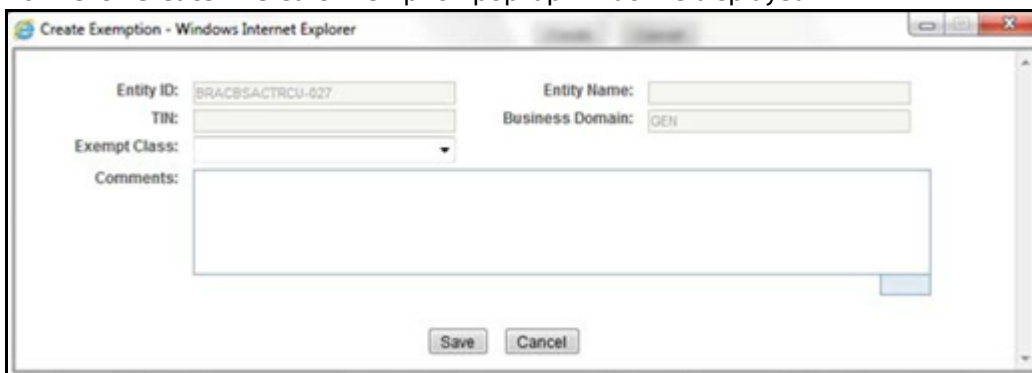 Create Exemption - Windows Internet Explorer
Entity ID: BRACBSACTRCU-027 Entity Name:
TIN: Business Domain: GEN
Exempt Class:
Comments:
Save Cancel